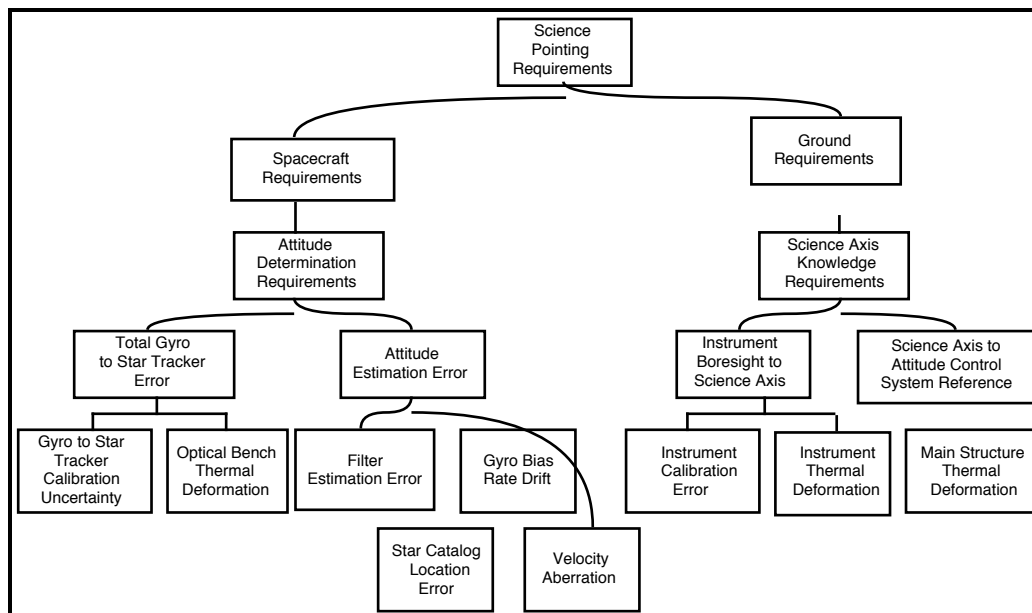 Science
Pointing
Requirements
Spacecraft
Requirements
Ground
Requirements
Attitude
Determination
Requirements
Science Axis
Knowledge
Requirements
Total Gyro
to Star Tracker
Error
Attitude
Estimation Error
Instrument
Boresight to
Science Axis
Science Axis to
Attitude Control
System Reference
Gyro to Star
Tracker
Calibration
Uncertainty
Optical Bench
Thermal
Deformation
Filter
Estimation Error
Gyro Bias
Rate Drift
Instrument
Calibration
Error
Instrument
Thermal
Deformation
Main Structure
Thermal
Deformation
Star Catalog
Location
Error
Velocity
Aberration